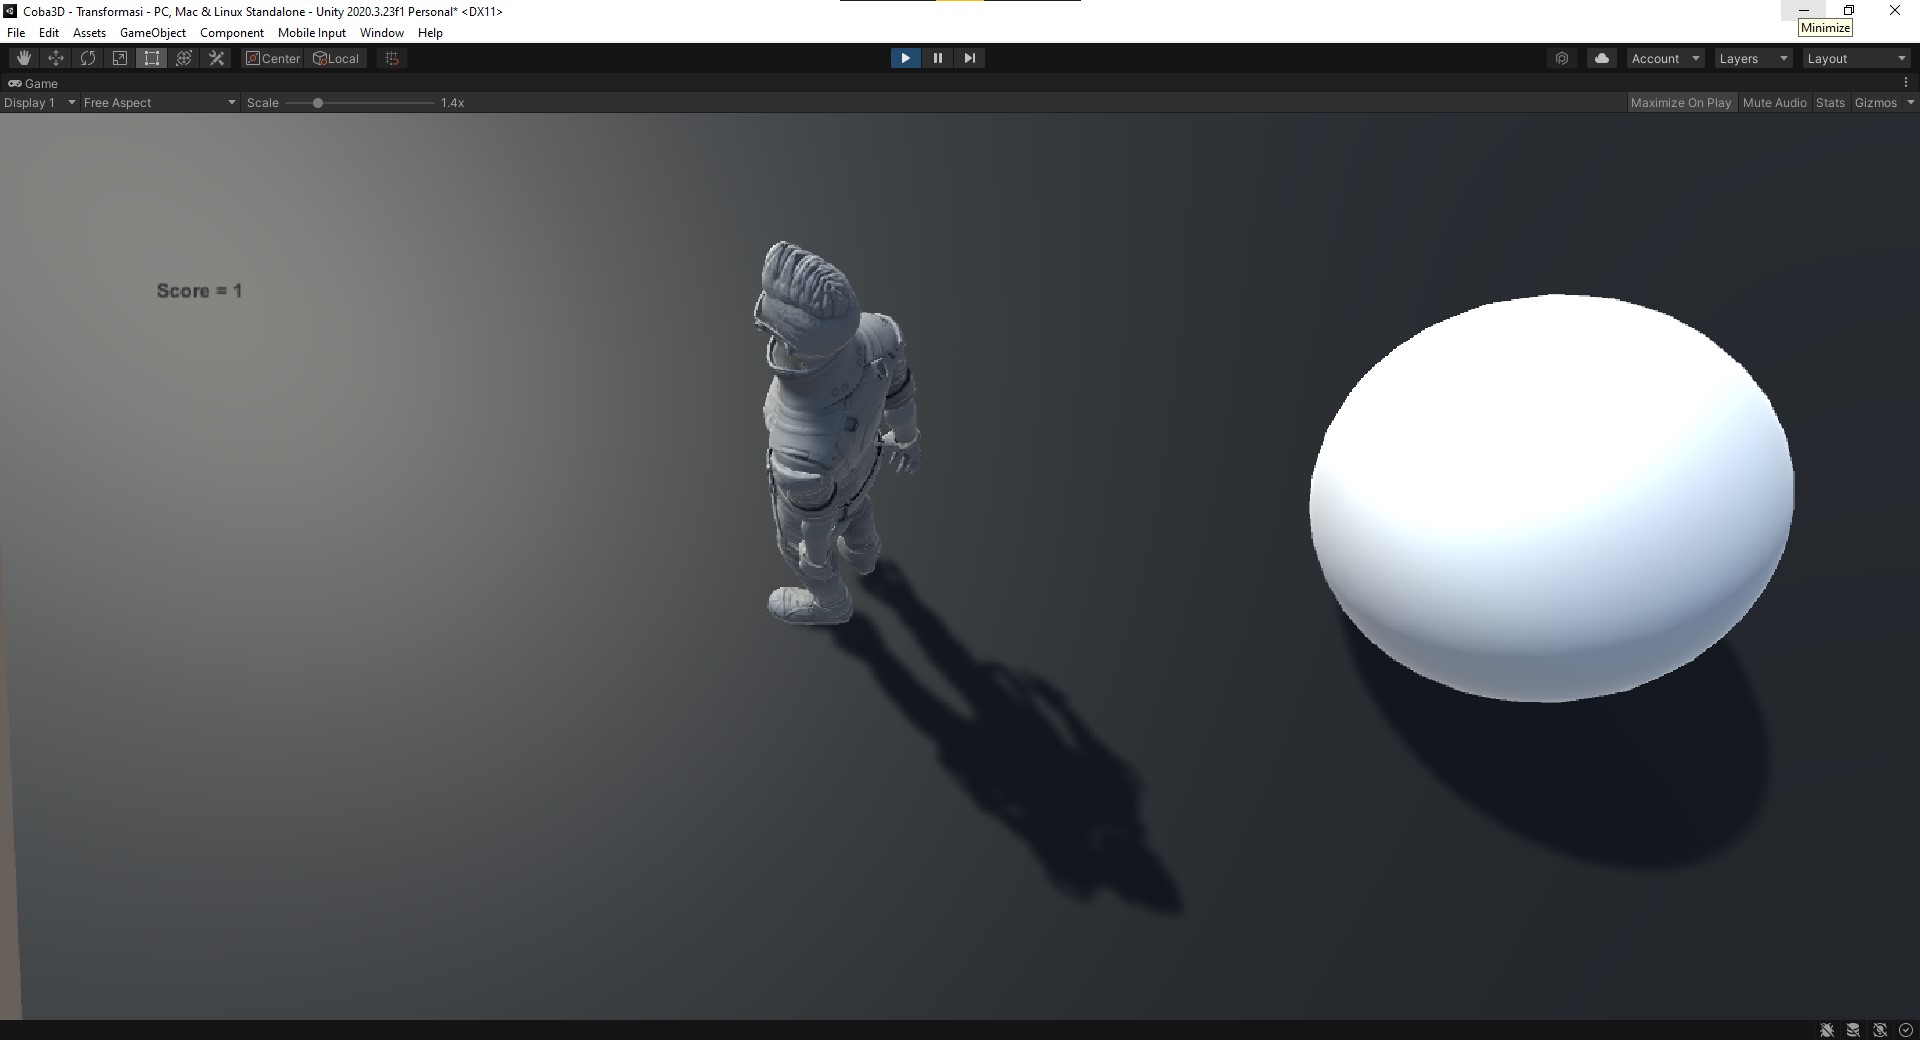 Coba3D - Transformasi - PC, Mac & Linux Standalone - Unity 2020.3.23f1 Personal* <DX11>
Minimize
File Edit Assets GameObject Component Mobile Input Window Help
Center Local Account Layers Layout
Game
Display 1 Free Aspect Scale 1.4x Maximize On Play Mute Audio Stats Gizmos
Score = 1